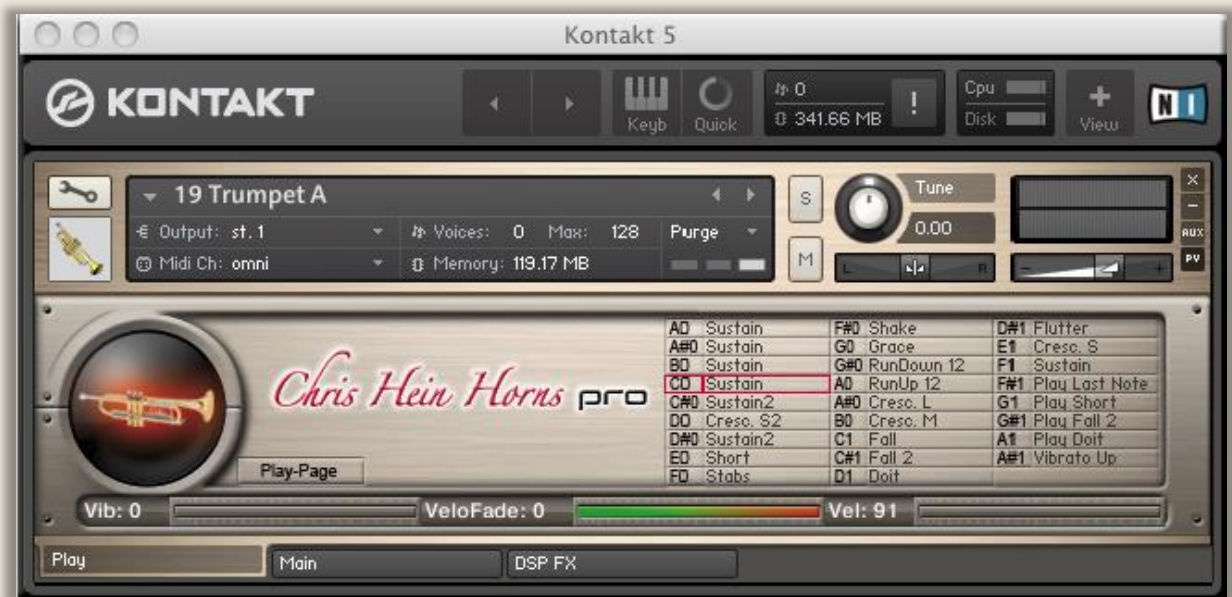 Kontakt 5
KONTAKT
Keyb
Quick
0
341.66 MB
!
Cpu
Disk
View
NI
19 Trumpet A
Output: st. 1
Voices: 0 Max: 128
Purge
Midi Ch: omni
Memory: 119.17 MB
S
M
Tune
0.00
L
R
×
AUX
PV
Chris Hein Horns pro
Play-Page
A0 Sustain
A#0 Sustain
B0 Sustain
C0 Sustain
C#0 Sustain2
D0 Cresc. S2
D#0 Sustain2
E0 Short
F0 Stabs
F#0 Shake
G0 Grace
G#0 RunDown 12
A0 RunUp 12
A#0 Cresc. L
B0 Cresc. M
C1 Fall
C#1 Fall 2
D1 Doit
D#1 Flutter
E1 Cresc. S
F1 Sustain
F#1 Play Last Note
G1 Play Short
G#1 Play Fall 2
A1 Play Doit
A#1 Vibrato Up
Vib: 0
VeloFade: 0
Vel: 91
Play
Main
DSP FX